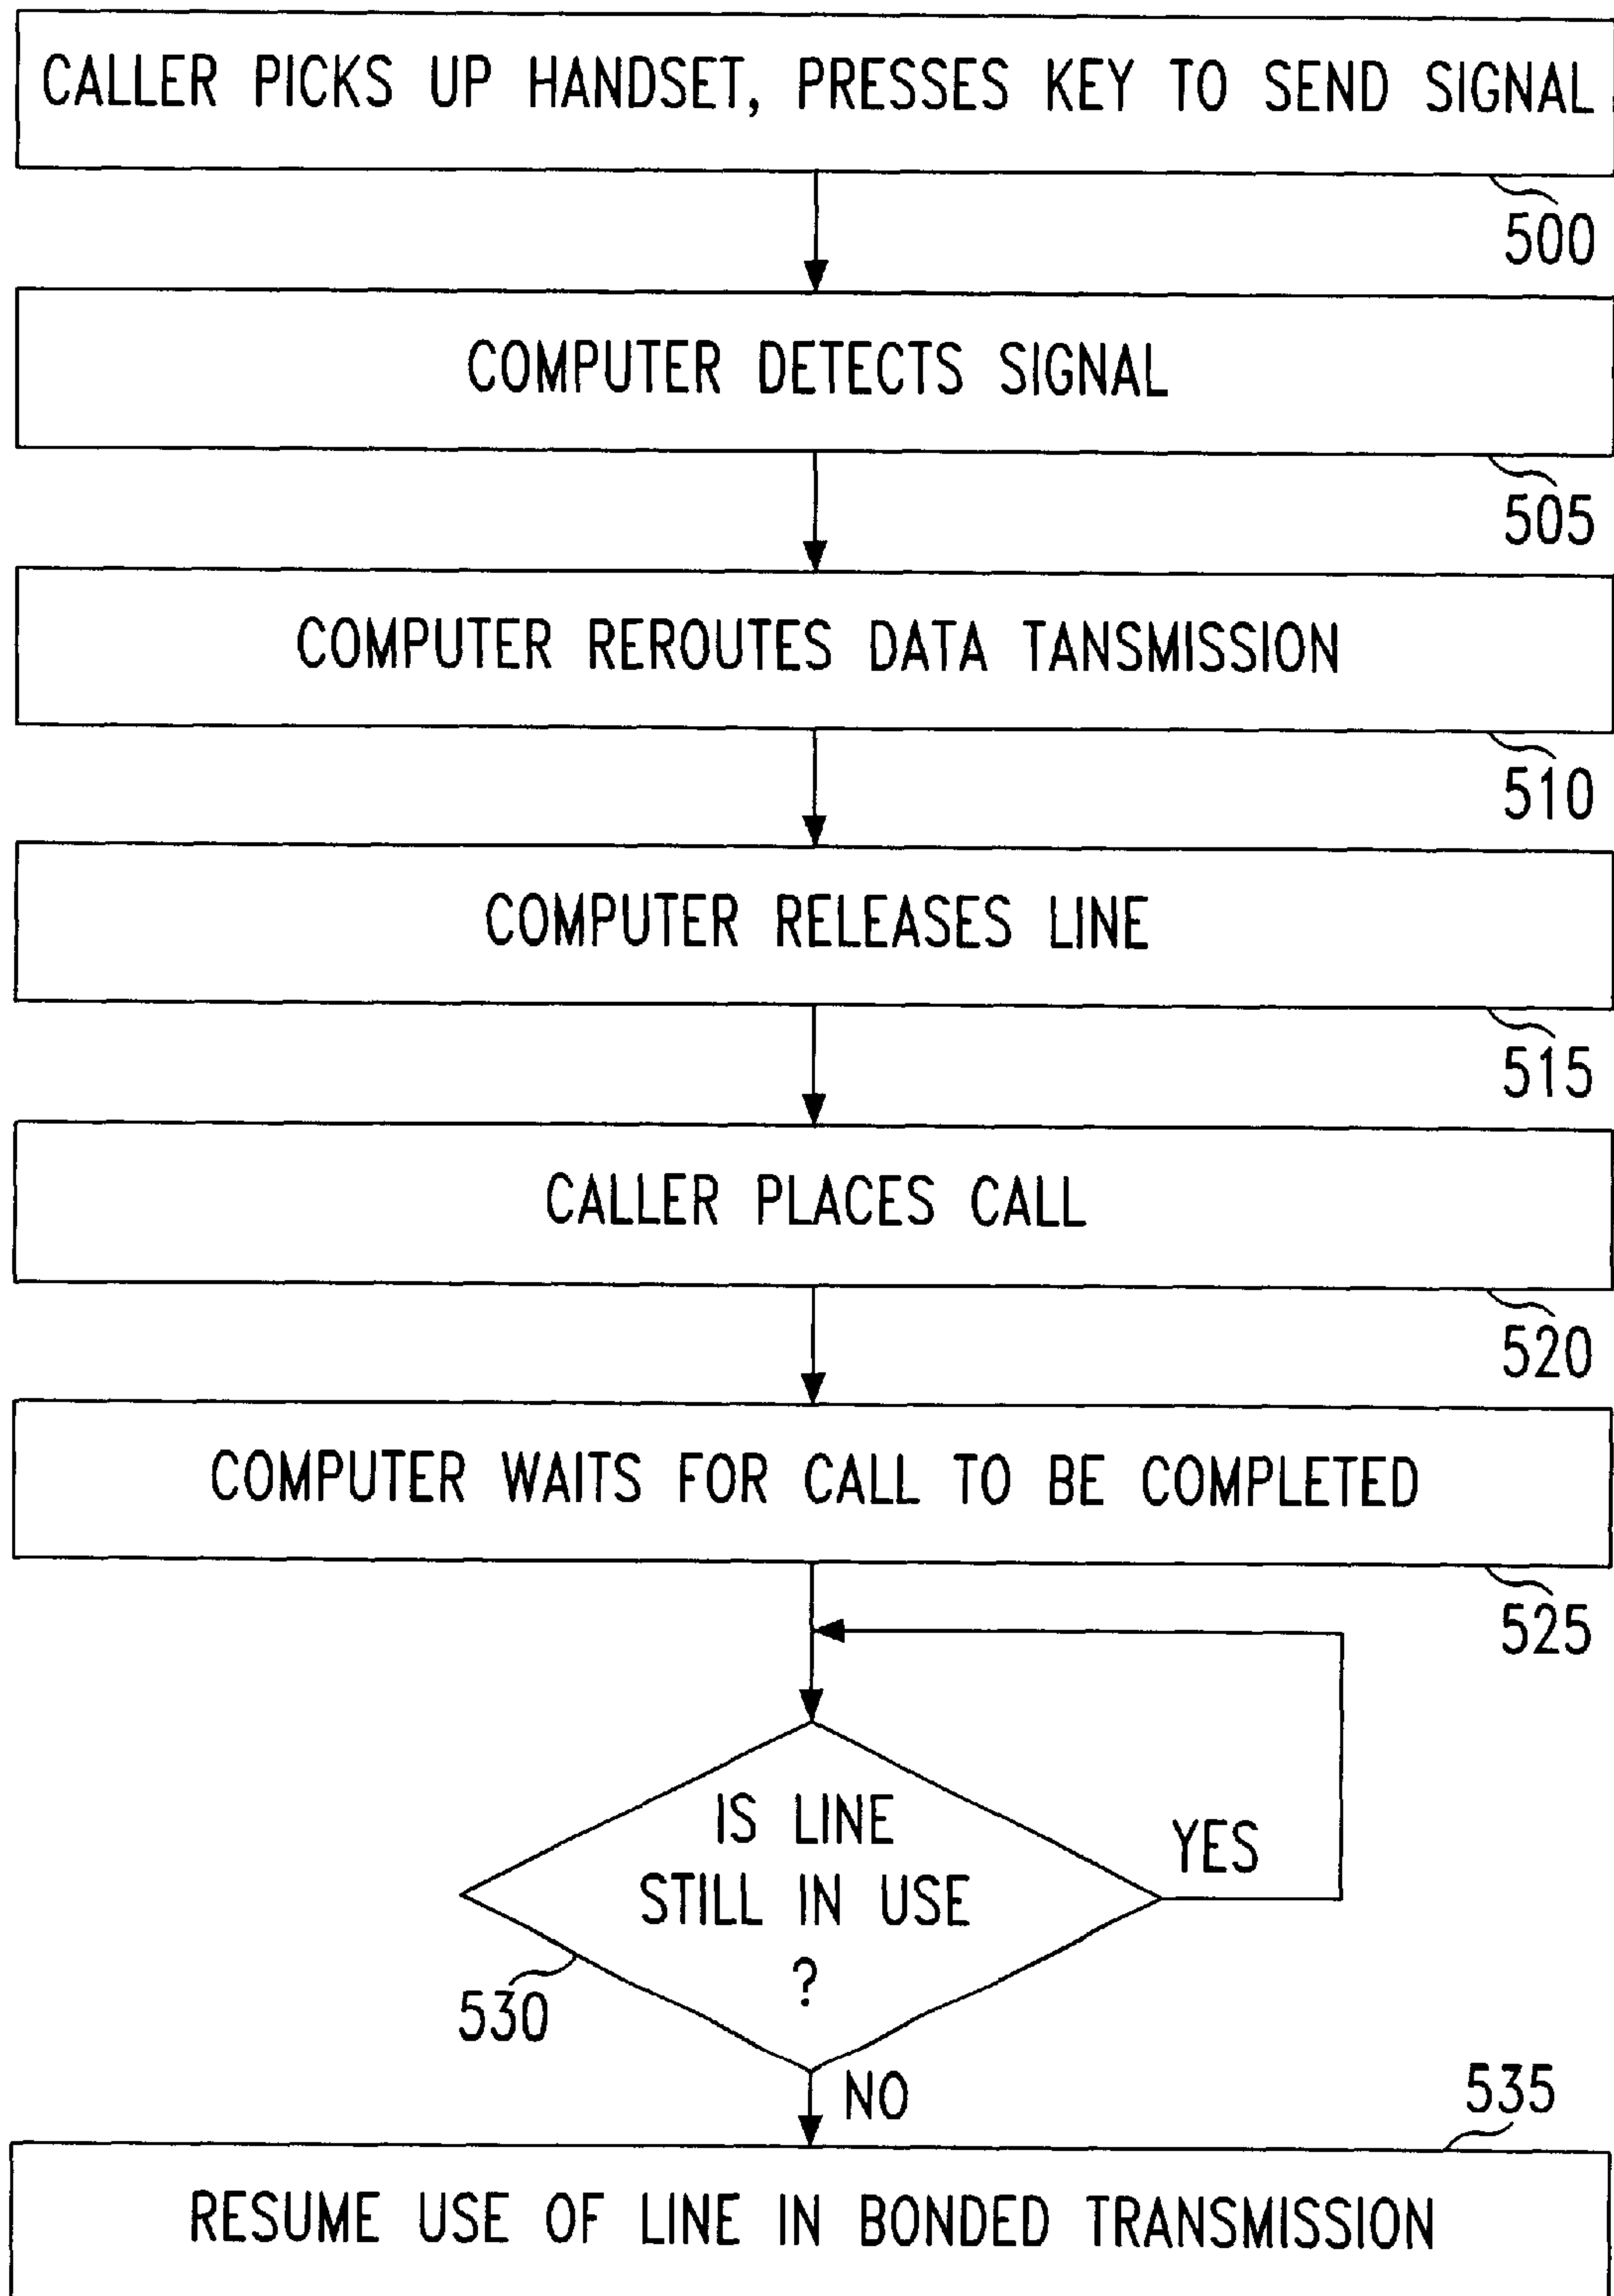 CALLER PICKS UP HANDSET, PRESSES KEY TO SEND SIGNAL
500
COMPUTER DETECTS SIGNAL
505
COMPUTER REROUTES DATA TANSMISSION
510
COMPUTER RELEASES LINE
515
CALLER PLACES CALL
520
COMPUTER WAITS FOR CALL TO BE COMPLETED
525
IS LINE
STILL IN USE
?
YES
530
NO
535
RESUME USE OF LINE IN BONDED TRANSMISSION